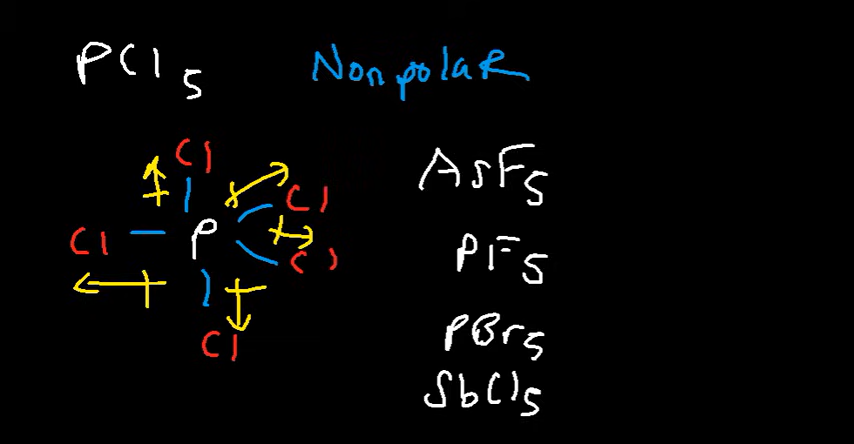 PCl5 Nonpolar
Cl
Cl P Cl
Cl
Cl
AsF5
PF5
PBr5
SbCl5